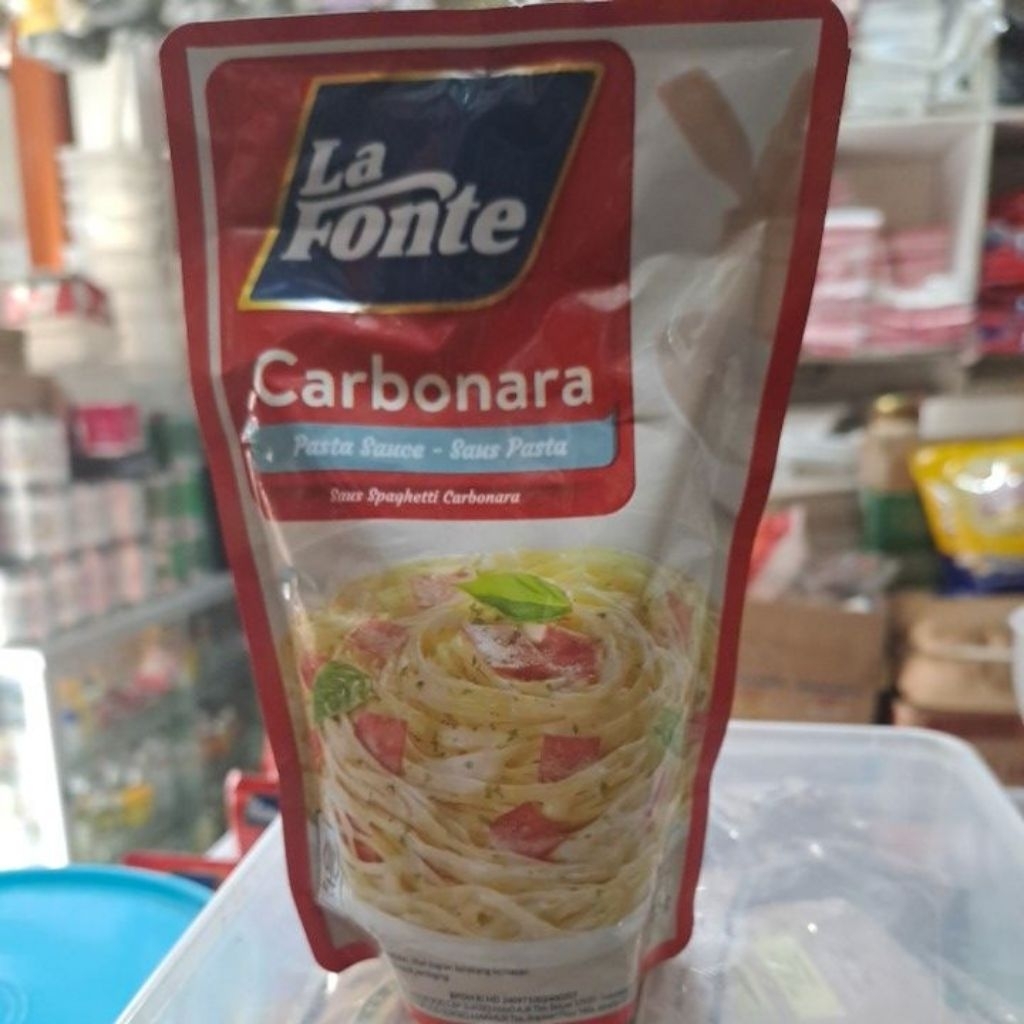 La
Fonte
Carbonara
Pasta Sauce - Saus Pasta
Saus Spaghetti Carbonara